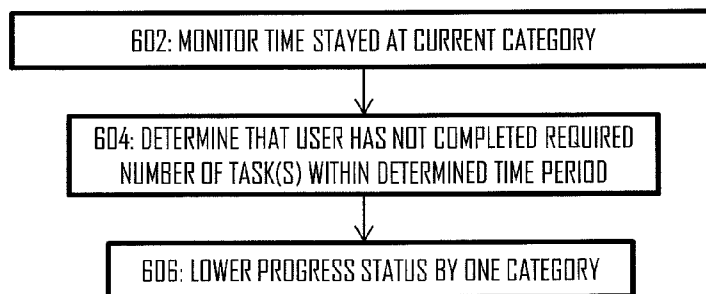 602: MONITOR TIME STAYED AT CURRENT CATEGORY
604: DETERMINE THAT USER HAS NOT COMPLETED REQUIRED
NUMBER OF TASK(S) WITHIN DETERMINED TIME PERIOD
606: LOWER PROGRESS STATUS BY ONE CATEGORY